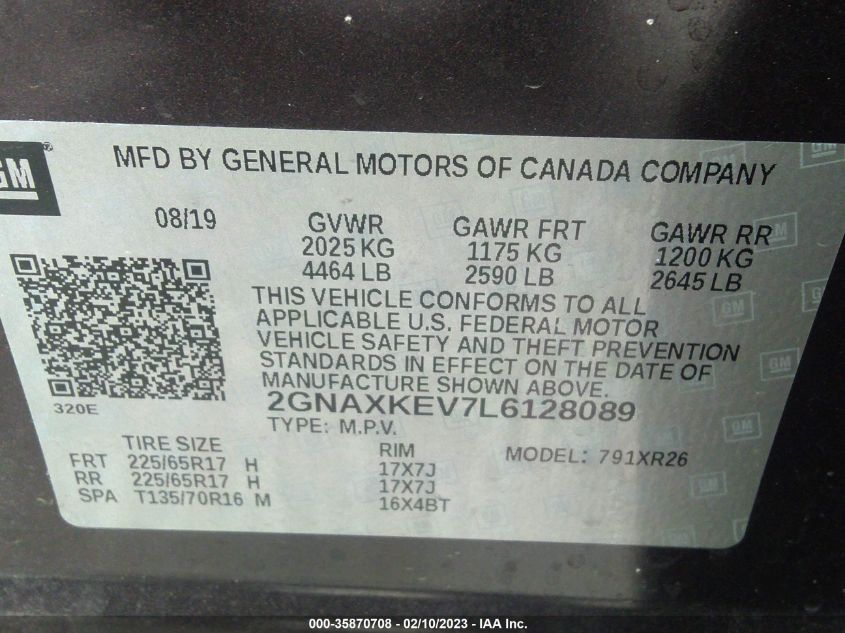 GM
MFD BY GENERAL MOTORS OF CANADA COMPANY
08/19 GVWR GAWR FRT GAWR RR
2025 KG 1175 KG 1200 KG
4464 LB 2590 LB 2645 LB
THIS VEHICLE CONFORMS TO ALL
APPLICABLE U.S. FEDERAL MOTOR
VEHICLE SAFETY AND THEFT PREVENTION
STANDARDS IN EFFECT ON THE DATE OF
MANUFACTURE SHOWN ABOVE.
320E
2GNAXKEV7L6128089
TYPE: M.P.V.
TIRE SIZE RIM MODEL: 791XR26
FRT 225/65R17 H 17X7J
RR 225/65R17 H 17X7J
SPA T135/70R16 M 16X4BT
000-35870708 - 02/10/2023 - IAA Inc.